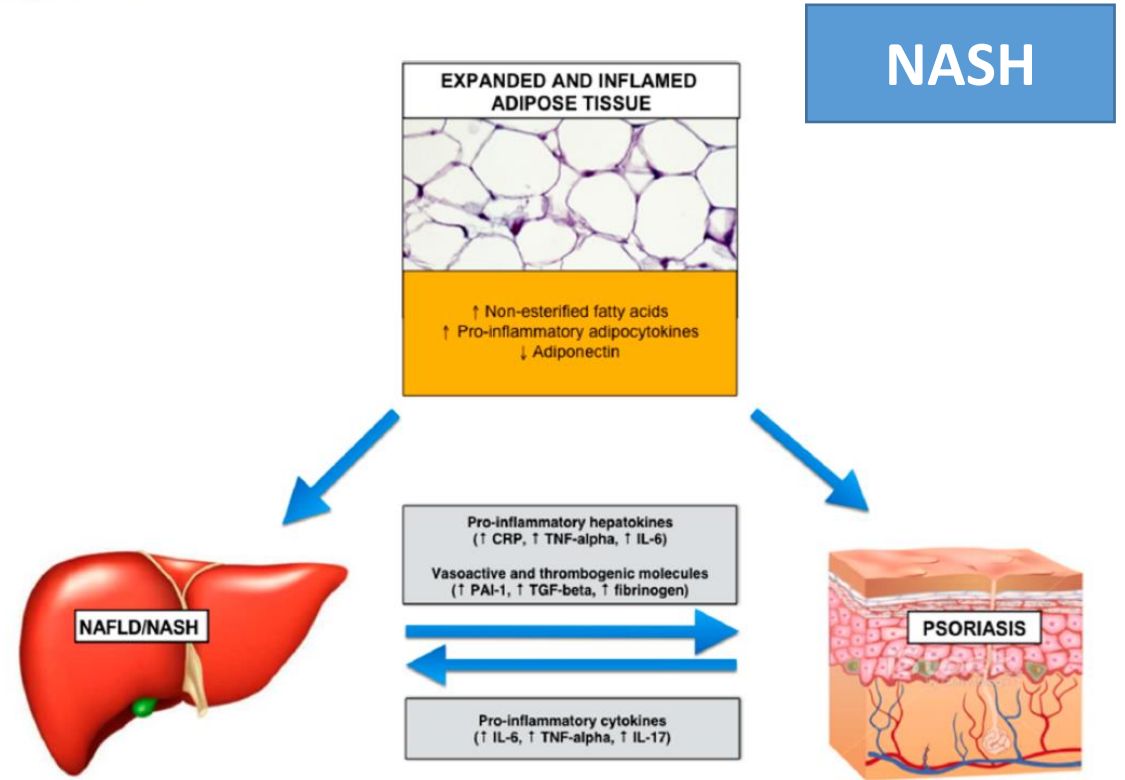 NASH
EXPANDED AND INFLAMED
ADIPOSE TISSUE
↑ Non-esterified fatty acids
↑ Pro-inflammatory adipocytokines
↓ Adiponectin
Pro-inflammatory hepatokines
(↑ CRP, ↑ TNF-alpha, ↑ IL-6)
Vasoactive and thrombogenic molecules
(↑ PAI-1, ↑ TGF-beta, ↑ fibrinogen)
NAFLD/NASH
PSORIASIS
Pro-inflammatory cytokines
(↑ IL-6, ↑ TNF-alpha, ↑ IL-17)